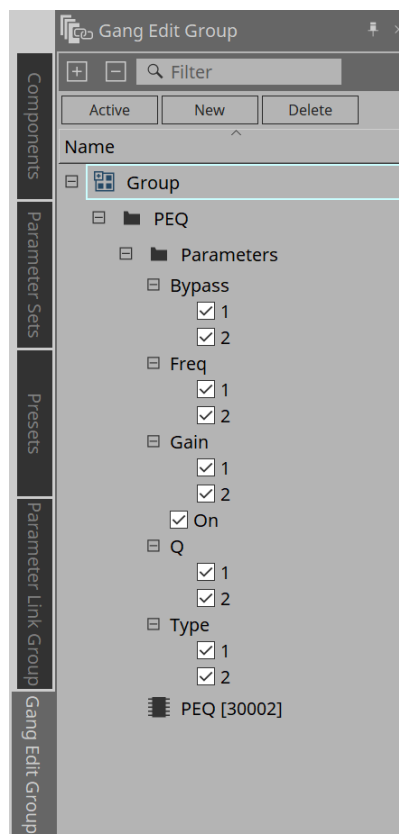 Gang Edit Group
Filter
Active New Delete
Name
Group
PEQ
Parameters
Bypass
1
2
Freq
1
2
Gain
1
2
On
Q
1
2
Type
1
2
PEQ [30002]
Components
Parameter Sets
Presets
Parameter Link Group
Gang Edit Group